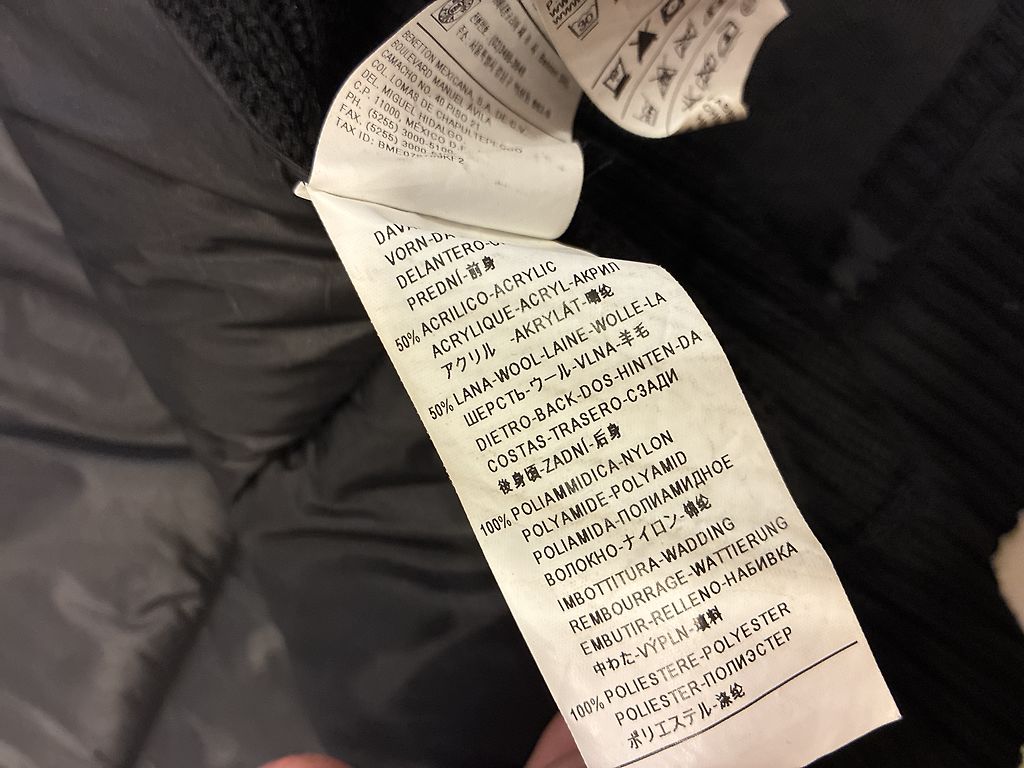 BENETTON MEXICANA S.A. DE C.V.
BOULEVARD MANUEL AVILA
CAMACHO NO. 40 PISO 21
COL. LOMAS DE CHAPULTEPEC
DEL. MIGUEL HIDALGO
C.P. 11000, MEXICO D.F.
PH. (5255) 3000-5100
FAX. (5255) 3000-
TAX ID:
VORN-DA
DELANTERO-
PREDNÍ-前身
50% ACRILICO-ACRYLIC
ACRYLIQUE-ACRYL-АКРИЛ
アクリル -AKRYLÁT-腈纶
50% LANA-WOOL-LAINE-WOLLE-LA
ШЕРСТЬ-ウール-VLNA-羊毛
DIETRO-BACK-DOS-HINTEN-DA
COSTAS-TRASERO-СЗАДИ
後身頃-ZADNÍ-后身
100% POLIAMMIDICA-NYLON
POLYAMIDE-POLYAMID
POLIAMIDA-ПОЛИАМИДНОЕ
ВОЛОКНО-ナイロン-锦纶
IMBOTTITURA-WADDING
REMBOURRAGE-WATTIERUNG
EMBUTIR-RELLENO-НАБИВКА
中わた-VÝPLN-填料
100% POLIESTERE-POLYESTER
POLIESTER-ПОЛИЭСТЕР
ポリエステル-涤纶